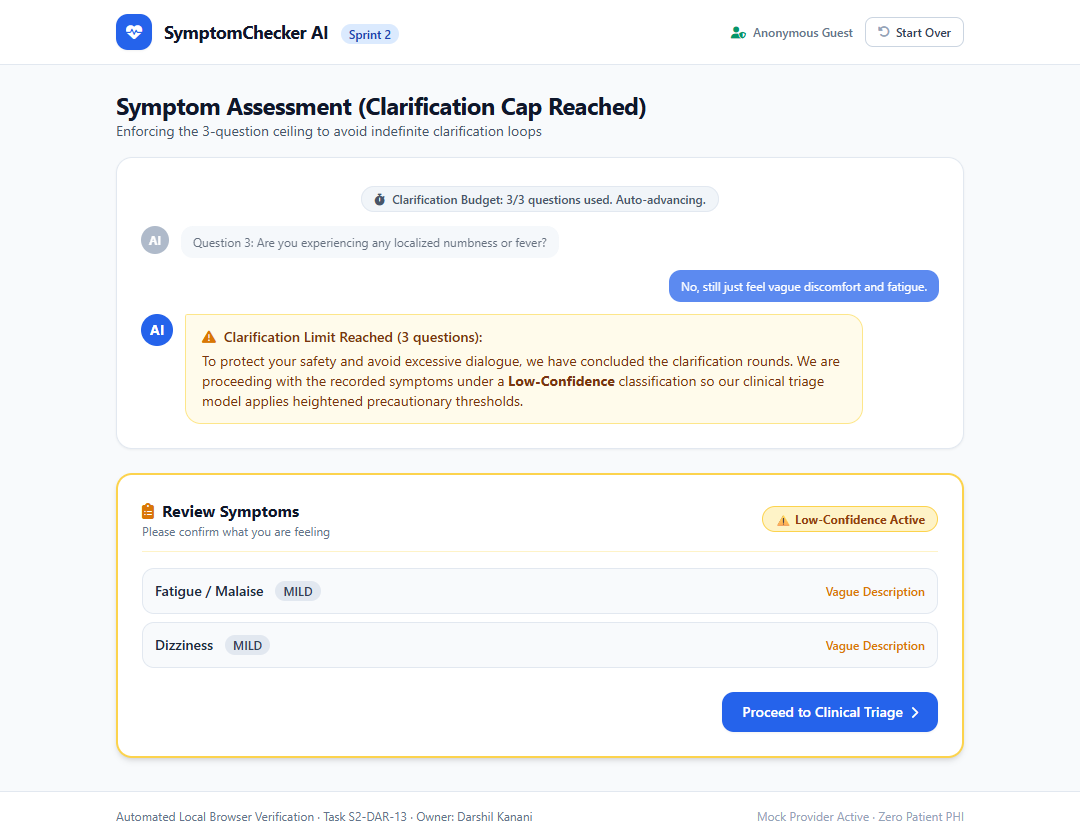 SymptomChecker AI Sprint 2
Anonymous Guest Start Over
Symptom Assessment (Clarification Cap Reached)
Enforcing the 3-question ceiling to avoid indefinite clarification loops
Clarification Budget: 3/3 questions used. Auto-advancing.
AI Question 3: Are you experiencing any localized numbness or fever?
No, still just feel vague discomfort and fatigue.
AI Clarification Limit Reached (3 questions):
To protect your safety and avoid excessive dialogue, we have concluded the clarification rounds. We are
proceeding with the recorded symptoms under a Low-Confidence classification so our clinical triage
model applies heightened precautionary thresholds.
Review Symptoms
Please confirm what you are feeling
Low-Confidence Active
Fatigue / Malaise MILD Vague Description
Dizziness MILD Vague Description
Proceed to Clinical Triage
Automated Local Browser Verification · Task S2-DAR-13 · Owner: Darshil Kanani
Mock Provider Active · Zero Patient PHI